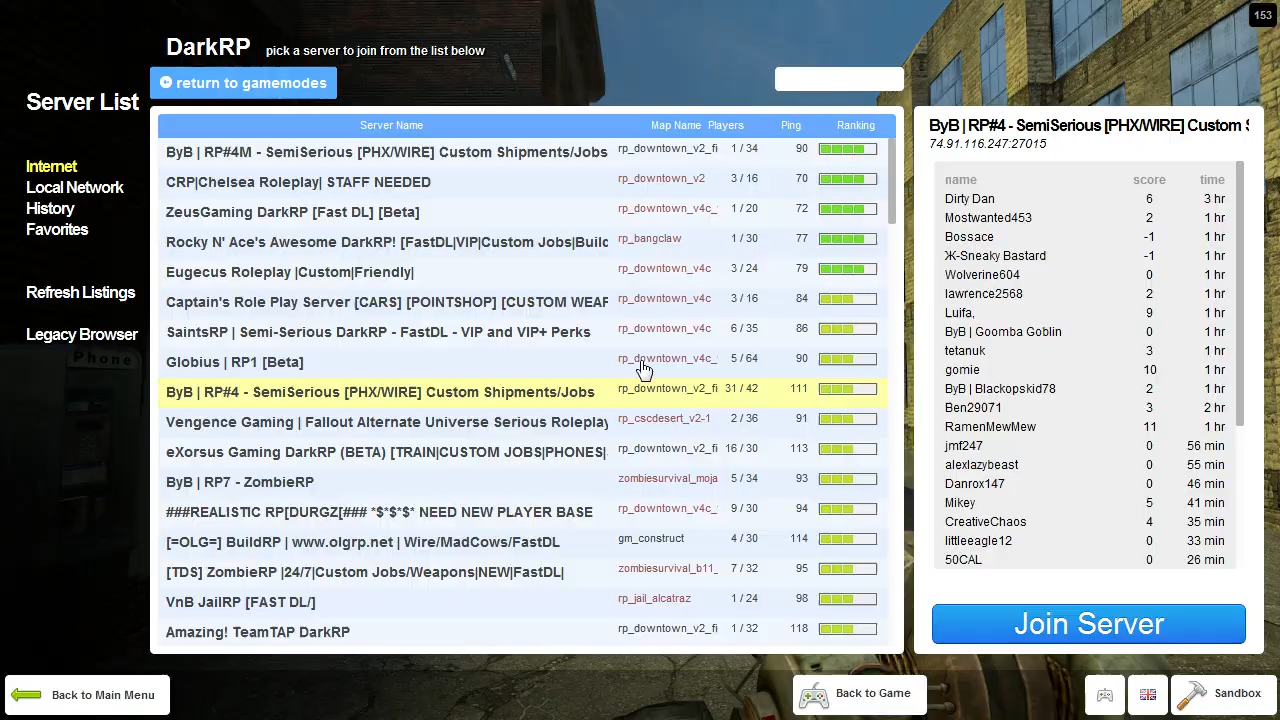 153
DarkRP pick a server to join from the list below
return to gamemodes
Server List
Internet
Local Network
History
Favorites
Refresh Listings
Legacy Browser
Phone
Server Name Map Name Players Ping Ranking
ByB | RP#4M - SemiSerious [PHX/WIRE] Custom Shipments/Jobs rp_downtown_v2_fi 1 / 34 90
CRP|Chelsea Roleplay| STAFF NEEDED rp_downtown_v2 3 / 16 70
ZeusGaming DarkRP [Fast DL] [Beta] rp_downtown_v4c_ 1 / 20 72
Rocky N' Ace's Awesome DarkRP! [FastDL|VIP|Custom Jobs|Build rp_bangclaw 1 / 30 77
Eugecus Roleplay |Custom|Friendly| rp_downtown_v4c 3 / 24 79
Captain's Role Play Server [CARS] [POINTSHOP] [CUSTOM WEAP rp_downtown_v4c 3 / 16 84
SaintsRP | Semi-Serious DarkRP - FastDL - VIP and VIP+ Perks rp_downtown_v4c 6 / 35 86
Globius | RP1 [Beta] rp_downtown_v4c_ 5 / 64 90
ByB | RP#4 - SemiSerious [PHX/WIRE] Custom Shipments/Jobs rp_downtown_v2_fi 31 / 42 111
Vengence Gaming | Fallout Alternate Universe Serious Roleplay rp_cscdesert_v2-1 2 / 36 91
eXorsus Gaming DarkRP (BETA) [TRAIN|CUSTOM JOBS|PHONES| rp_downtown_v2_fi 16 / 30 113
ByB | RP7 - ZombieRP zombiesurvival_moja 5 / 34 93
###REALISTIC RP[DURGZ[### *$*$*$* NEED NEW PLAYER BASE rp_downtown_v4c_ 9 / 30 94
[=OLG=] BuildRP | www.olgrp.net | Wire/MadCows/FastDL gm_construct 4 / 30 114
[TDS] ZombieRP |24/7|Custom Jobs/Weapons|NEW|FastDL| zombiesurvival_b11_ 7 / 32 95
VnB JailRP [FAST DL/] rp_jail_alcatraz 1 / 24 98
Amazing! TeamTAP DarkRP rp_downtown_v2_fi 1 / 32 118
ByB | RP#4 - SemiSerious [PHX/WIRE] Custom S
74.91.116.247:27015
name score time
Dirty Dan 6 3 hr
Mostwanted453 2 1 hr
Bossace -1 1 hr
Ж-Sneaky Bastard -1 1 hr
Wolverine604 0 1 hr
lawrence2568 2 1 hr
Luifa, 9 1 hr
ByB | Goomba Goblin 0 1 hr
tetanuk 3 1 hr
gomie 10 1 hr
ByB | Blackopskid78 2 1 hr
Ben29071 3 2 hr
RamenMewMew 11 1 hr
jmf247 0 56 min
alexlazybeast 0 55 min
Danrox147 0 46 min
Mikey 5 41 min
CreativeChaos 4 35 min
littleeagle12 0 33 min
50CAL 0 26 min
Join Server
Back to Main Menu
Back to Game
Sandbox